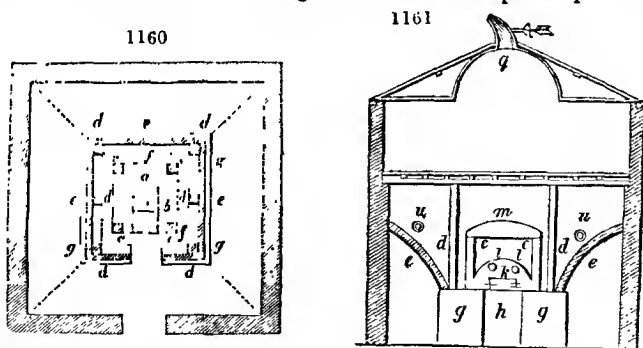 1160
1161
q
d e d
f
a
e d b d e
g e f g
d d
u m u
d c c d
l l
e k e
g h g